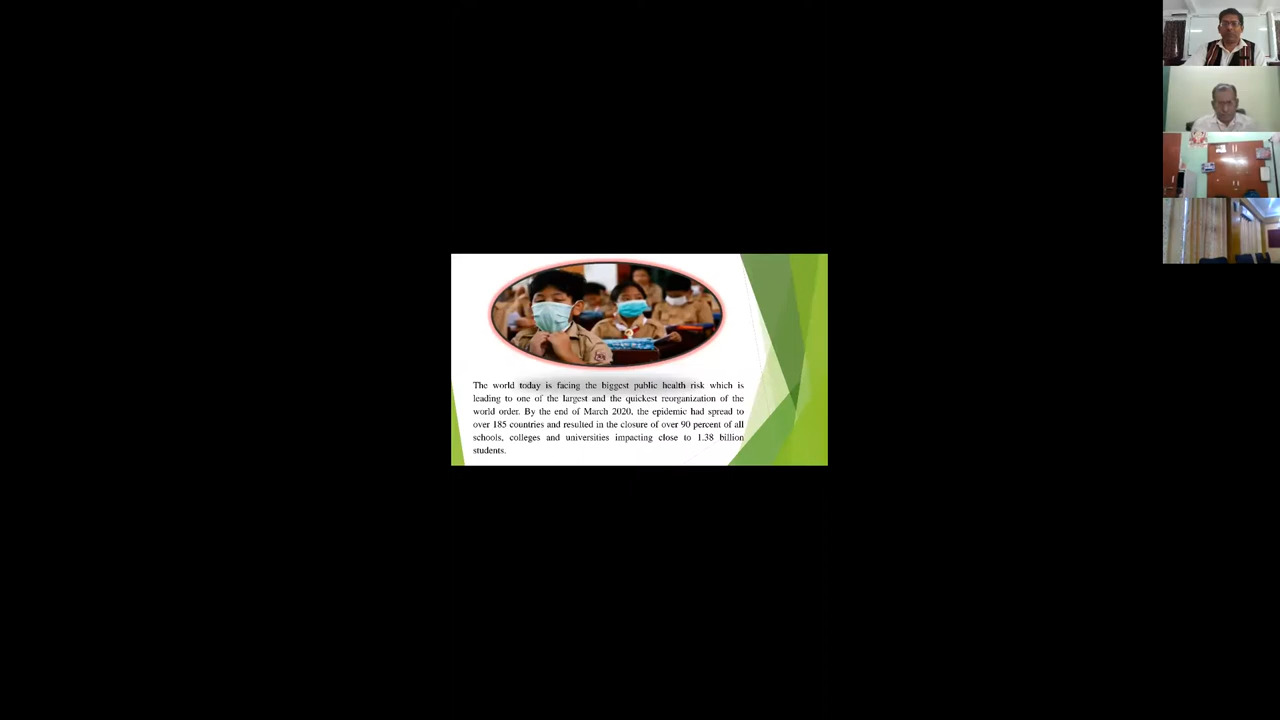 The world today is facing the biggest public health risk which is
leading to one of the largest and the quickest reorganization of the
world order. By the end of March 2020, the epidemic had spread to
over 185 countries and resulted in the closure of over 90 percent of all
schools, colleges and universities impacting close to 1.38 billion
students.